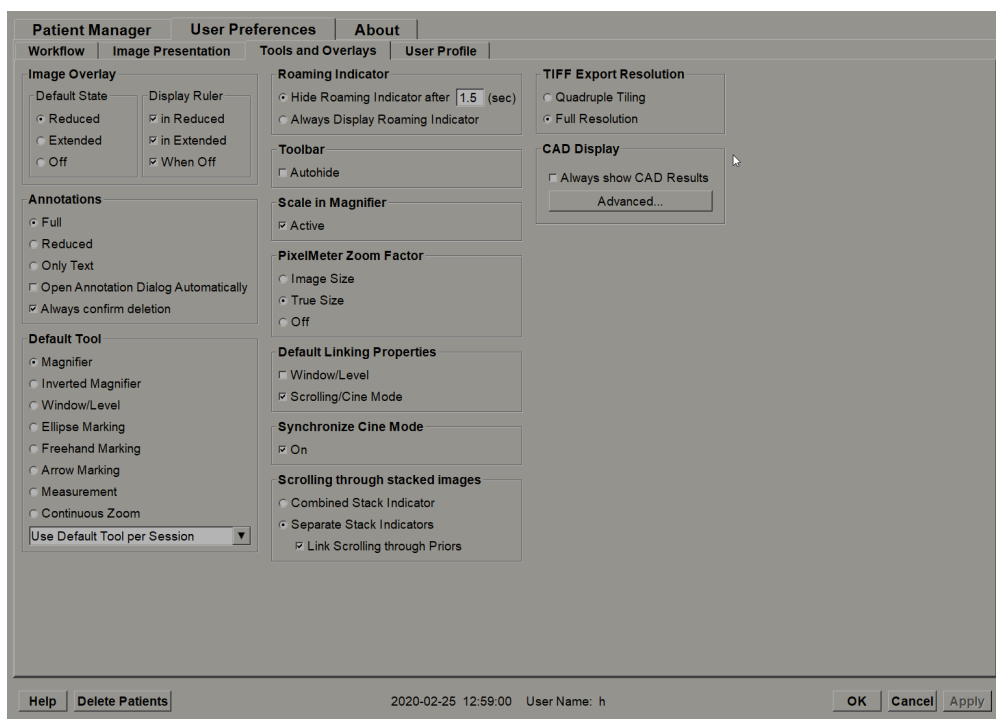 Patient Manager
User Preferences
About
Workflow
Image Presentation
Tools and Overlays
User Profile
Image Overlay
Default State
Reduced
Extended
Off
Display Ruler
in Reduced
in Extended
When Off
Annotations
Full
Reduced
Only Text
Open Annotation Dialog Automatically
Always confirm deletion
Default Tool
Magnifier
Inverted Magnifier
Window/Level
Ellipse Marking
Freehand Marking
Arrow Marking
Measurement
Continuous Zoom
Use Default Tool per Session
Roaming Indicator
Hide Roaming Indicator after 1.5 (sec)
Always Display Roaming Indicator
Toolbar
Autohide
Scale in Magnifier
Active
PixelMeter Zoom Factor
Image Size
True Size
Off
Default Linking Properties
Window/Level
Scrolling/Cine Mode
Synchronize Cine Mode
On
Scrolling through stacked images
Combined Stack Indicator
Separate Stack Indicators
Link Scrolling through Priors
TIFF Export Resolution
Quadruple Tiling
Full Resolution
CAD Display
Always show CAD Results
Advanced...
Help
Delete Patients
2020-02-25 12:59:00 User Name: h
OK
Cancel
Apply